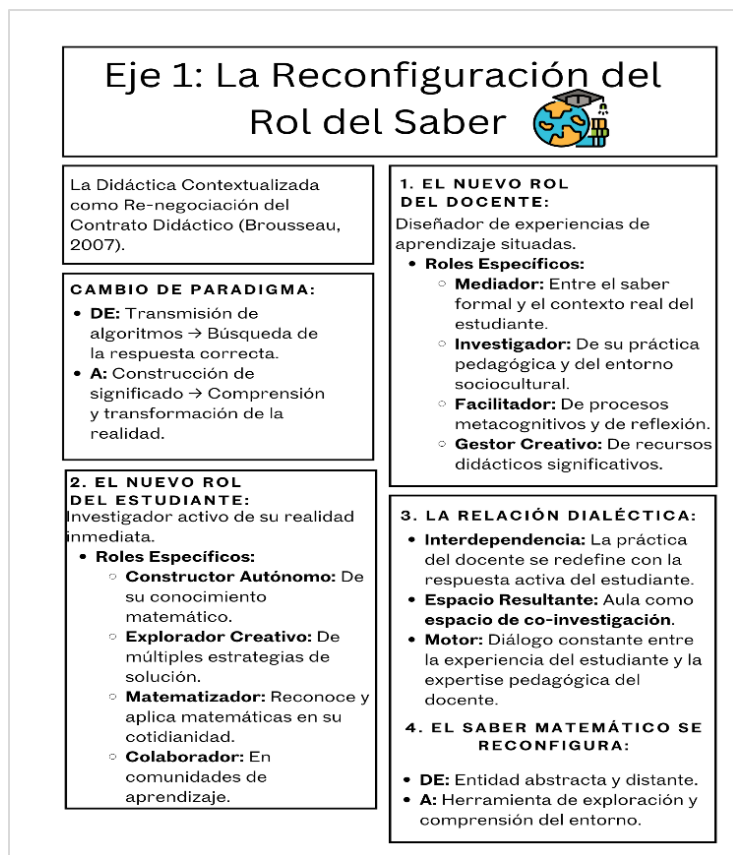 Eje 1: La Reconfiguración del
Rol del Saber
La Didáctica Contextualizada
como Re-negociación del
Contrato Didáctico (Brousseau,
2007).
CAMBIO DE PARADIGMA:
• DE: Transmisión de
algoritmos → Búsqueda de
la respuesta correcta.
• A: Construcción de
significado → Comprensión
y transformación de la
realidad.
1. EL NUEVO ROL
DEL DOCENTE:
Diseñador de experiencias de
aprendizaje situadas.
• Roles Específicos:
○ Mediador: Entre el saber
formal y el contexto real del
estudiante.
○ Investigador: De su práctica
pedagógica y del entorno
sociocultural.
○ Facilitador: De procesos
metacognitivos y de reflexión.
○ Gestor Creativo: De recursos
didácticos significativos.
2. EL NUEVO ROL
DEL ESTUDIANTE:
Investigador activo de su realidad
inmediata.
• Roles Específicos:
○ Constructor Autónomo: De
su conocimiento
matemático.
○ Explorador Creativo: De
múltiples estrategias de
solución.
○ Matematizador: Reconoce y
aplica matemáticas en su
cotidianidad.
○ Colaborador: En
comunidades de
aprendizaje.
3. LA RELACIÓN DIALÉCTICA:
• Interdependencia: La práctica
del docente se redefine con la
respuesta activa del estudiante.
• Espacio Resultante: Aula como
espacio de co-investigación.
• Motor: Diálogo constante entre
la experiencia del estudiante y la
expertise pedagógica del
docente.
4. EL SABER MATEMÁTICO SE
RECONFIGURA:
• DE: Entidad abstracta y distante.
• A: Herramienta de exploración y
comprensión del entorno.